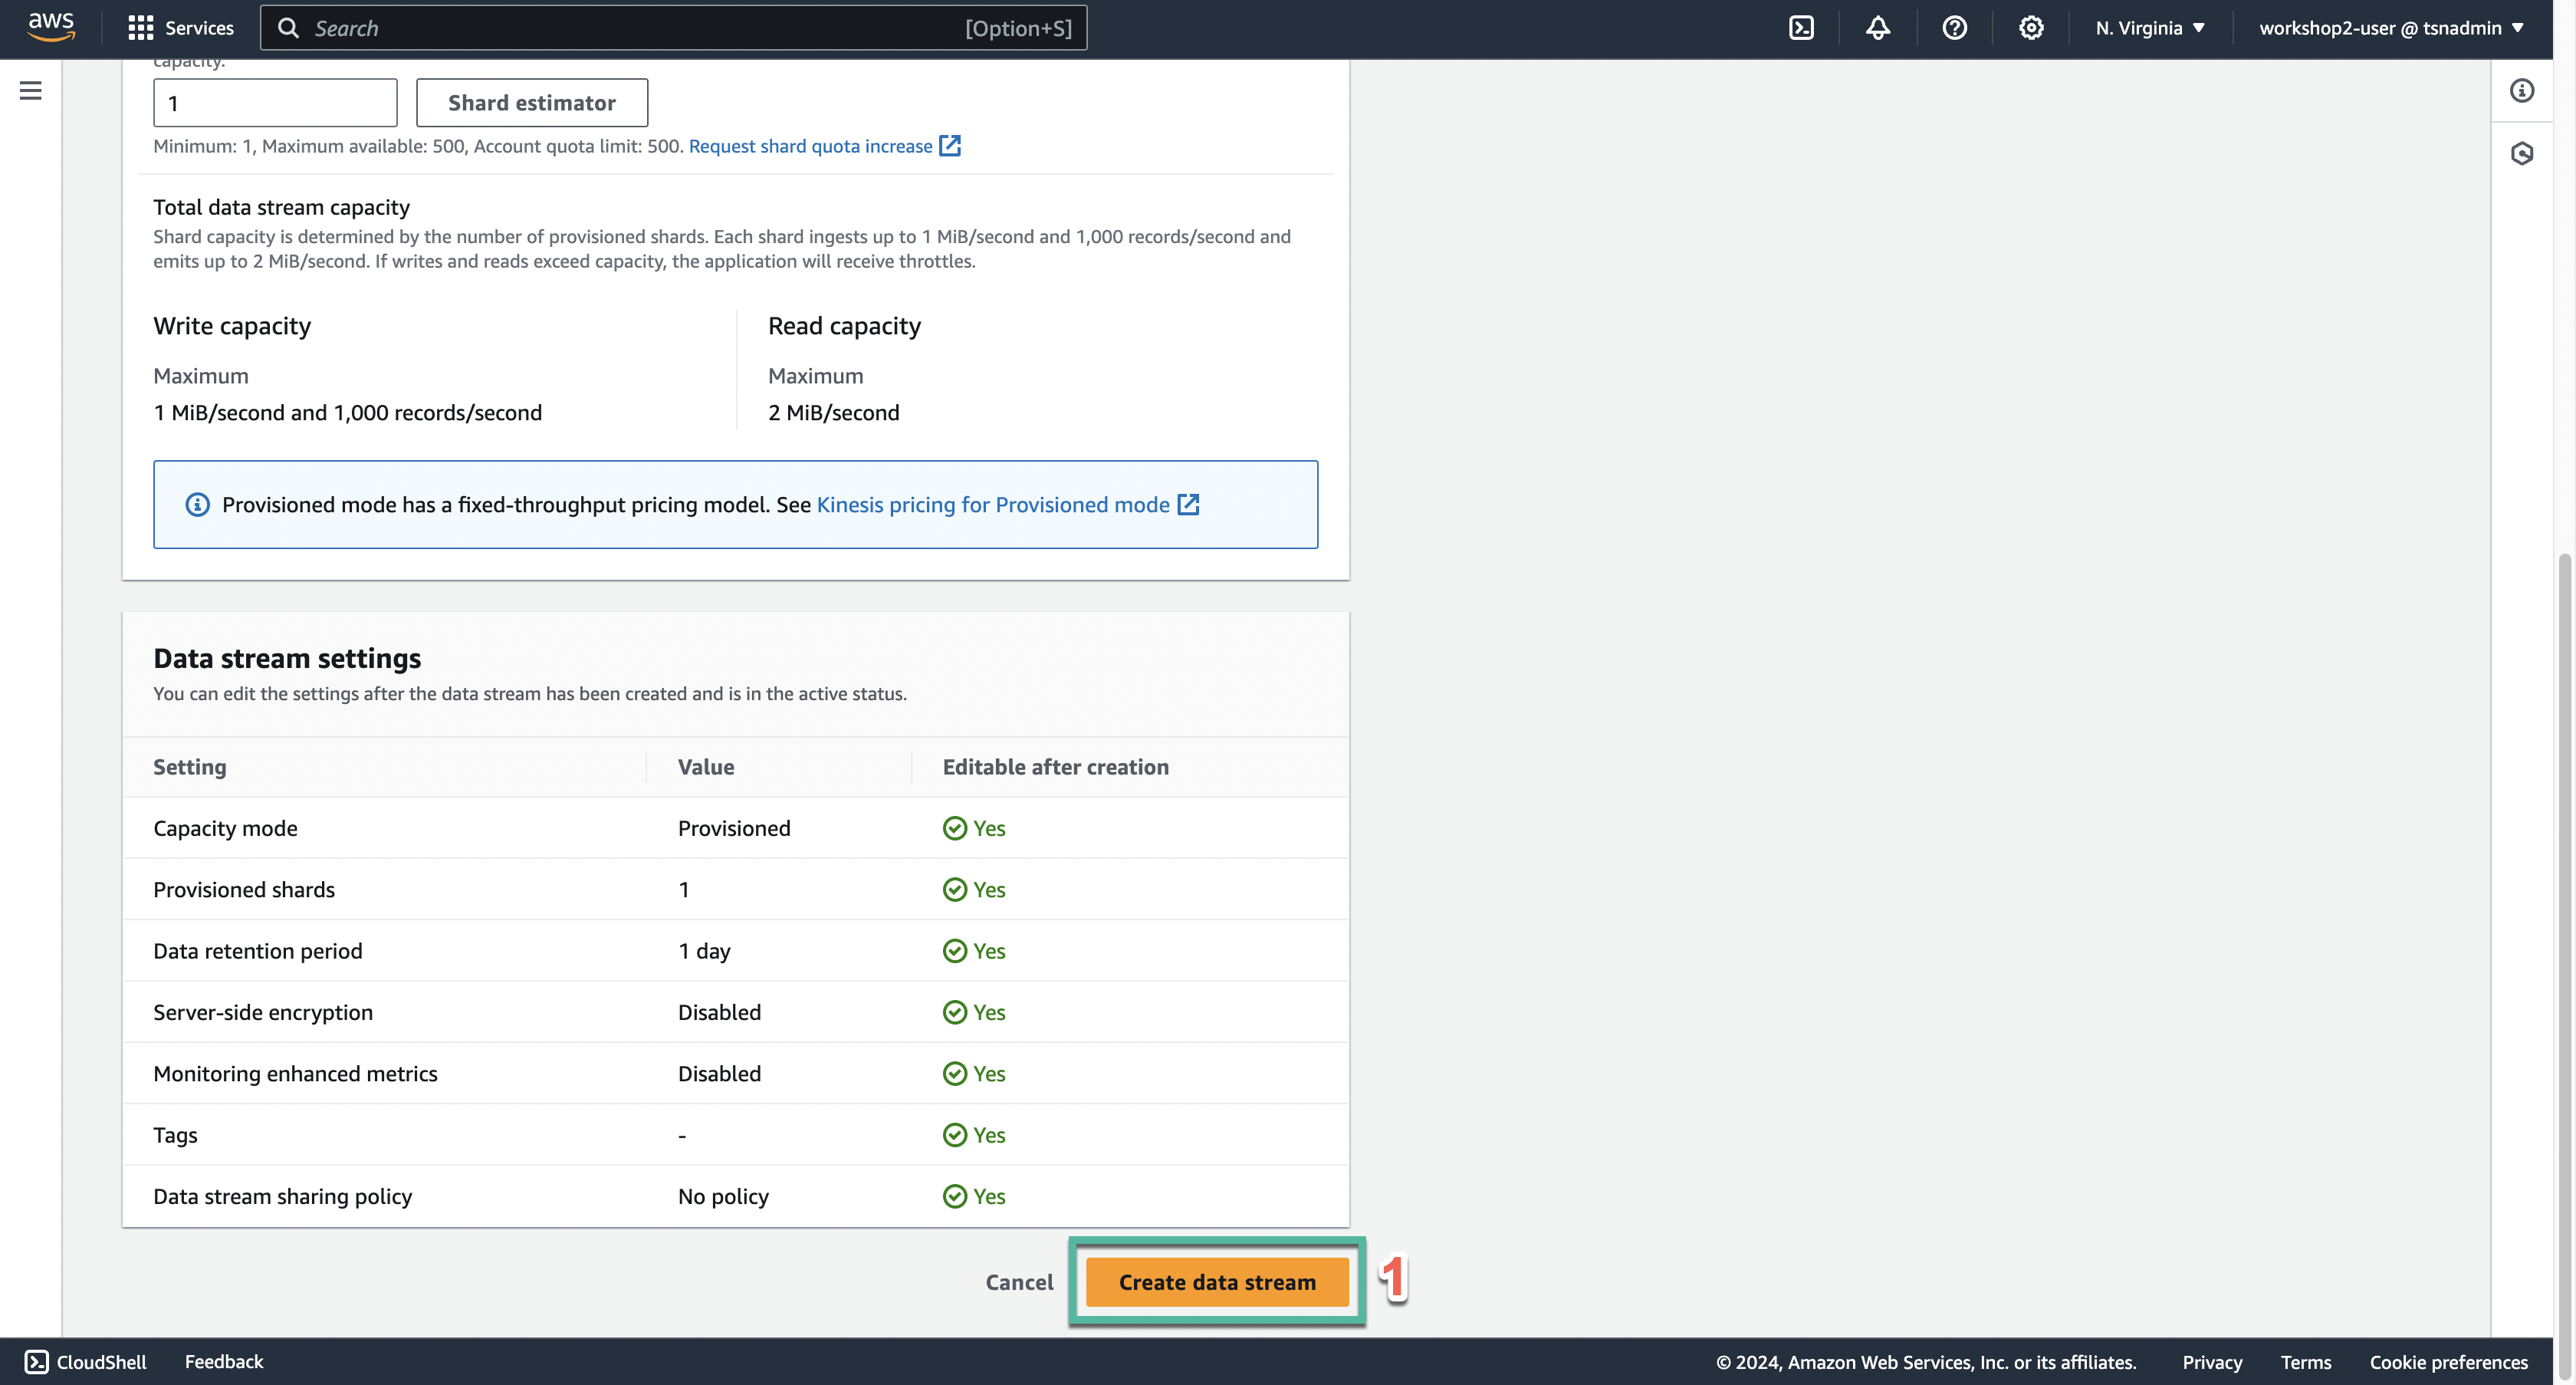 aws
Services
Search
[Option+S]
N. Virginia
workshop2-user @ tsnadmin
capacity.
1
Shard estimator
Minimum: 1, Maximum available: 500, Account quota limit: 500. Request shard quota increase
Total data stream capacity
Shard capacity is determined by the number of provisioned shards. Each shard ingests up to 1 MiB/second and 1,000 records/second and
emits up to 2 MiB/second. If writes and reads exceed capacity, the application will receive throttles.
Write capacity
Maximum
1 MiB/second and 1,000 records/second
Read capacity
Maximum
2 MiB/second
Provisioned mode has a fixed-throughput pricing model. See Kinesis pricing for Provisioned mode
Data stream settings
You can edit the settings after the data stream has been created and is in the active status.
Setting Value Editable after creation
Capacity mode Provisioned Yes
Provisioned shards 1 Yes
Data retention period 1 day Yes
Server-side encryption Disabled Yes
Monitoring enhanced metrics Disabled Yes
Tags - Yes
Data stream sharing policy No policy Yes
Cancel
Create data stream
1
CloudShell
Feedback
© 2024, Amazon Web Services, Inc. or its affiliates.
Privacy
Terms
Cookie preferences